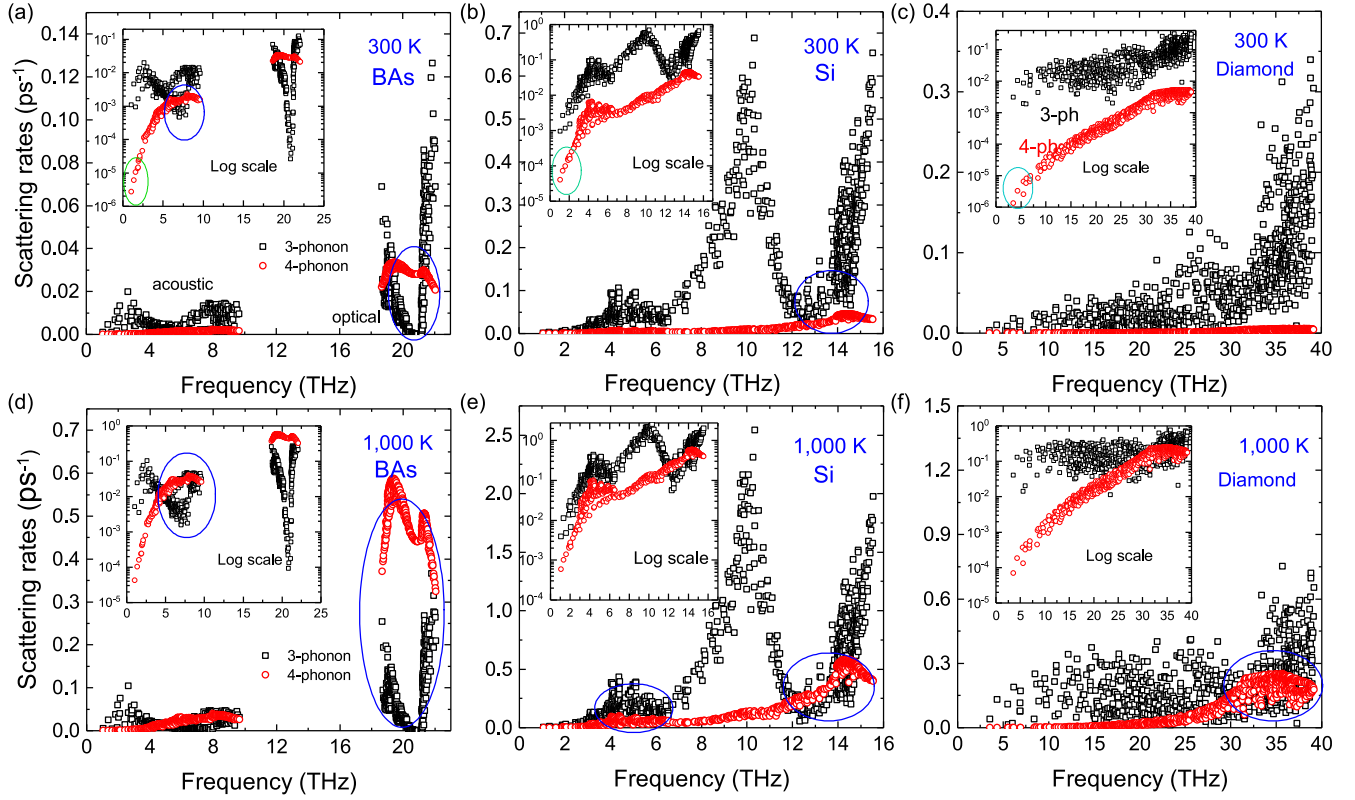 (a)
0.14
0.12
0.10
0.08
0.06
0.04
0.02
0.00
Scattering rates (ps-1)
0 4 8 12 16 20
Frequency (THz)
300 K
BAs
10-1
10-2
10-3
10-4
10-5
10-6
0 5 10 15 20 25
Log scale
3-phonon
4-phonon
acoustic
optical
(b)
0.7
0.6
0.5
0.4
0.3
0.2
0.1
0.0
0 2 4 6 8 10 12 14 16
Frequency (THz)
300 K
Si
100
10-1
10-2
10-3
10-4
10-5
0 2 4 6 8 10 12 14 16
Log scale
(c)
0.4
0.3
0.2
0.1
0.0
0 5 10 15 20 25 30 35 40
Frequency (THz)
300 K
Diamond
10-1
10-2
10-3
10-4
10-5
10-6
0 5 10 15 20 25 30 35 40
3-ph
4-ph
Log scale
(d)
0.7
0.6
0.5
0.4
0.3
0.2
0.1
0.0
Scattering rates (ps-1)
0 4 8 12 16 20
Frequency (THz)
1,000 K
BAs
100
10-1
10-2
10-3
10-4
10-5
0 5 10 15 20 25
Log scale
3-phonon
4-phonon
(e)
2.5
2.0
1.5
1.0
0.5
0.0
0 2 4 6 8 10 12 14 16
Frequency (THz)
1,000 K
Si
100
10-1
10-2
10-3
10-4
0 2 4 6 8 10 12 14 16
Log scale
(f)
1.5
1.2
0.9
0.6
0.3
0.0
0 5 10 15 20 25 30 35 40
Frequency (THz)
1,000 K
Diamond
100
10-1
10-2
10-3
10-4
10-5
0 5 10 15 20 25 30 35 40
Log scale